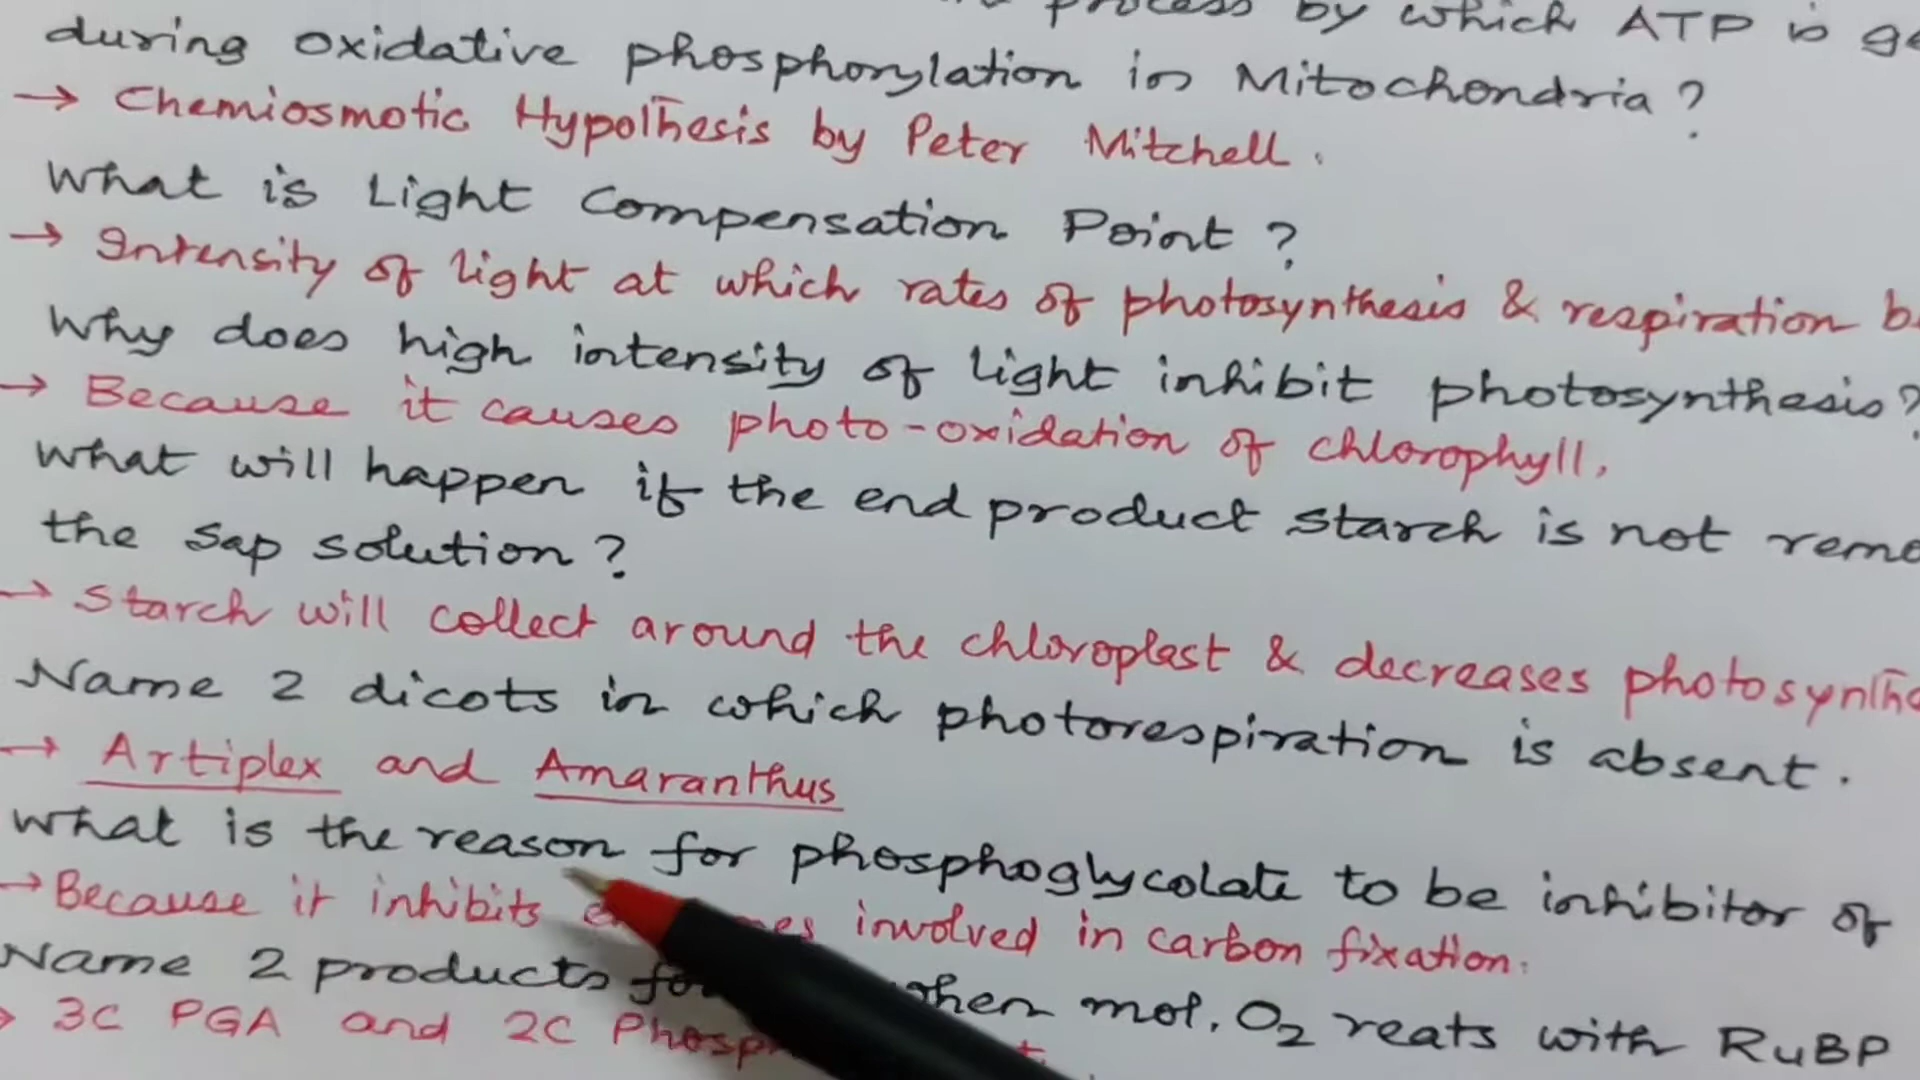 process by which ATP is
during oxidative phosphorylation in Mitochondria?
→ Chemiosmotic Hypothesis by Peter Mitchell.
What is Light Compensation Point?
→ Intensity of light at which rates of photosynthesis & respiration
Why does high intensity of light inhibit photosynthesis?
→ Because it causes photo-oxidation of chlorophyll,
What will happen if the end product starch is not
the sap solution?
→ Starch will collect around the chloroplast & decreases
Name 2 dicots in which photorespiration is absent.
→ Artiplex and Amaranthus
What is the reason for phosphoglycolate to be inhibitor of
→ Because it inhibits involved in carbon fixation.
Name 2 products when mol. O2 reats with RuBP
3C PGA and 2C